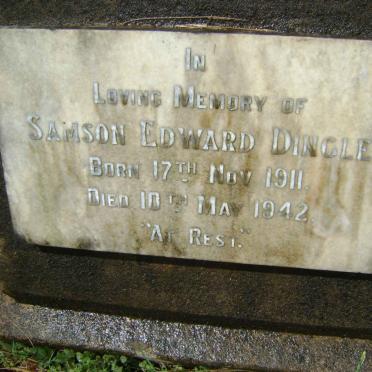 In
Loving Memory of
Samson Edward Dingle
Born 17th Nov 1911.
Died 10th May 1942.
"At Rest."